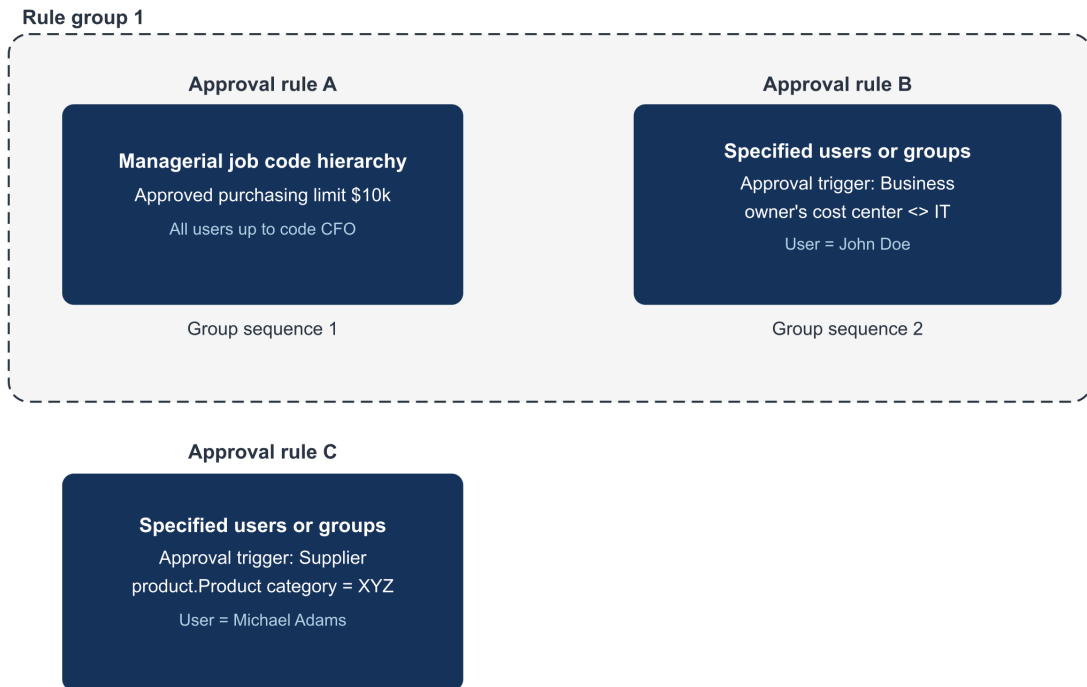 Rule group 1
Approval rule A
Managerial job code hierarchy
Approved purchasing limit $10k
All users up to code CFO
Group sequence 1
Approval rule B
Specified users or groups
Approval trigger: Business
owner's cost center <> IT
User = John Doe
Group sequence 2
Approval rule C
Specified users or groups
Approval trigger: Supplier
product.Product category = XYZ
User = Michael Adams